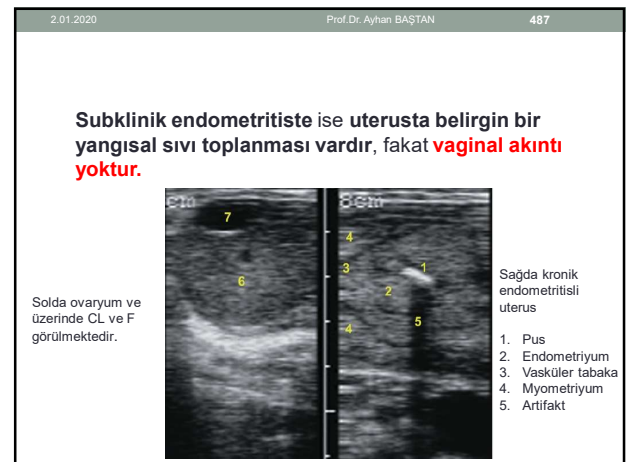 2.01.2020 Prof.Dr. Ayhan BAŞTAN 487
Subklinik endometritiste ise uterusta belirgin bir
yangısal sıvı toplanması vardır, fakat vaginal akıntı
yoktur.
cm 8cm
7
4
3 1
6 2
5
4
Solda ovaryum ve
üzerinde CL ve F
görülmektedir.
Sağda kronik
endometritisli
uterus
1. Pus
2. Endometriyum
3. Vasküler tabaka
4. Myometriyum
5. Artifakt